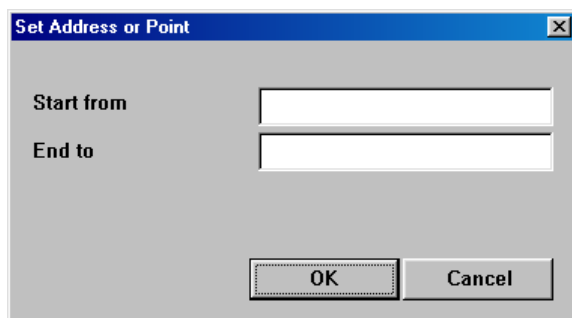 Set Address or Point
Start from
End to
OK Cancel